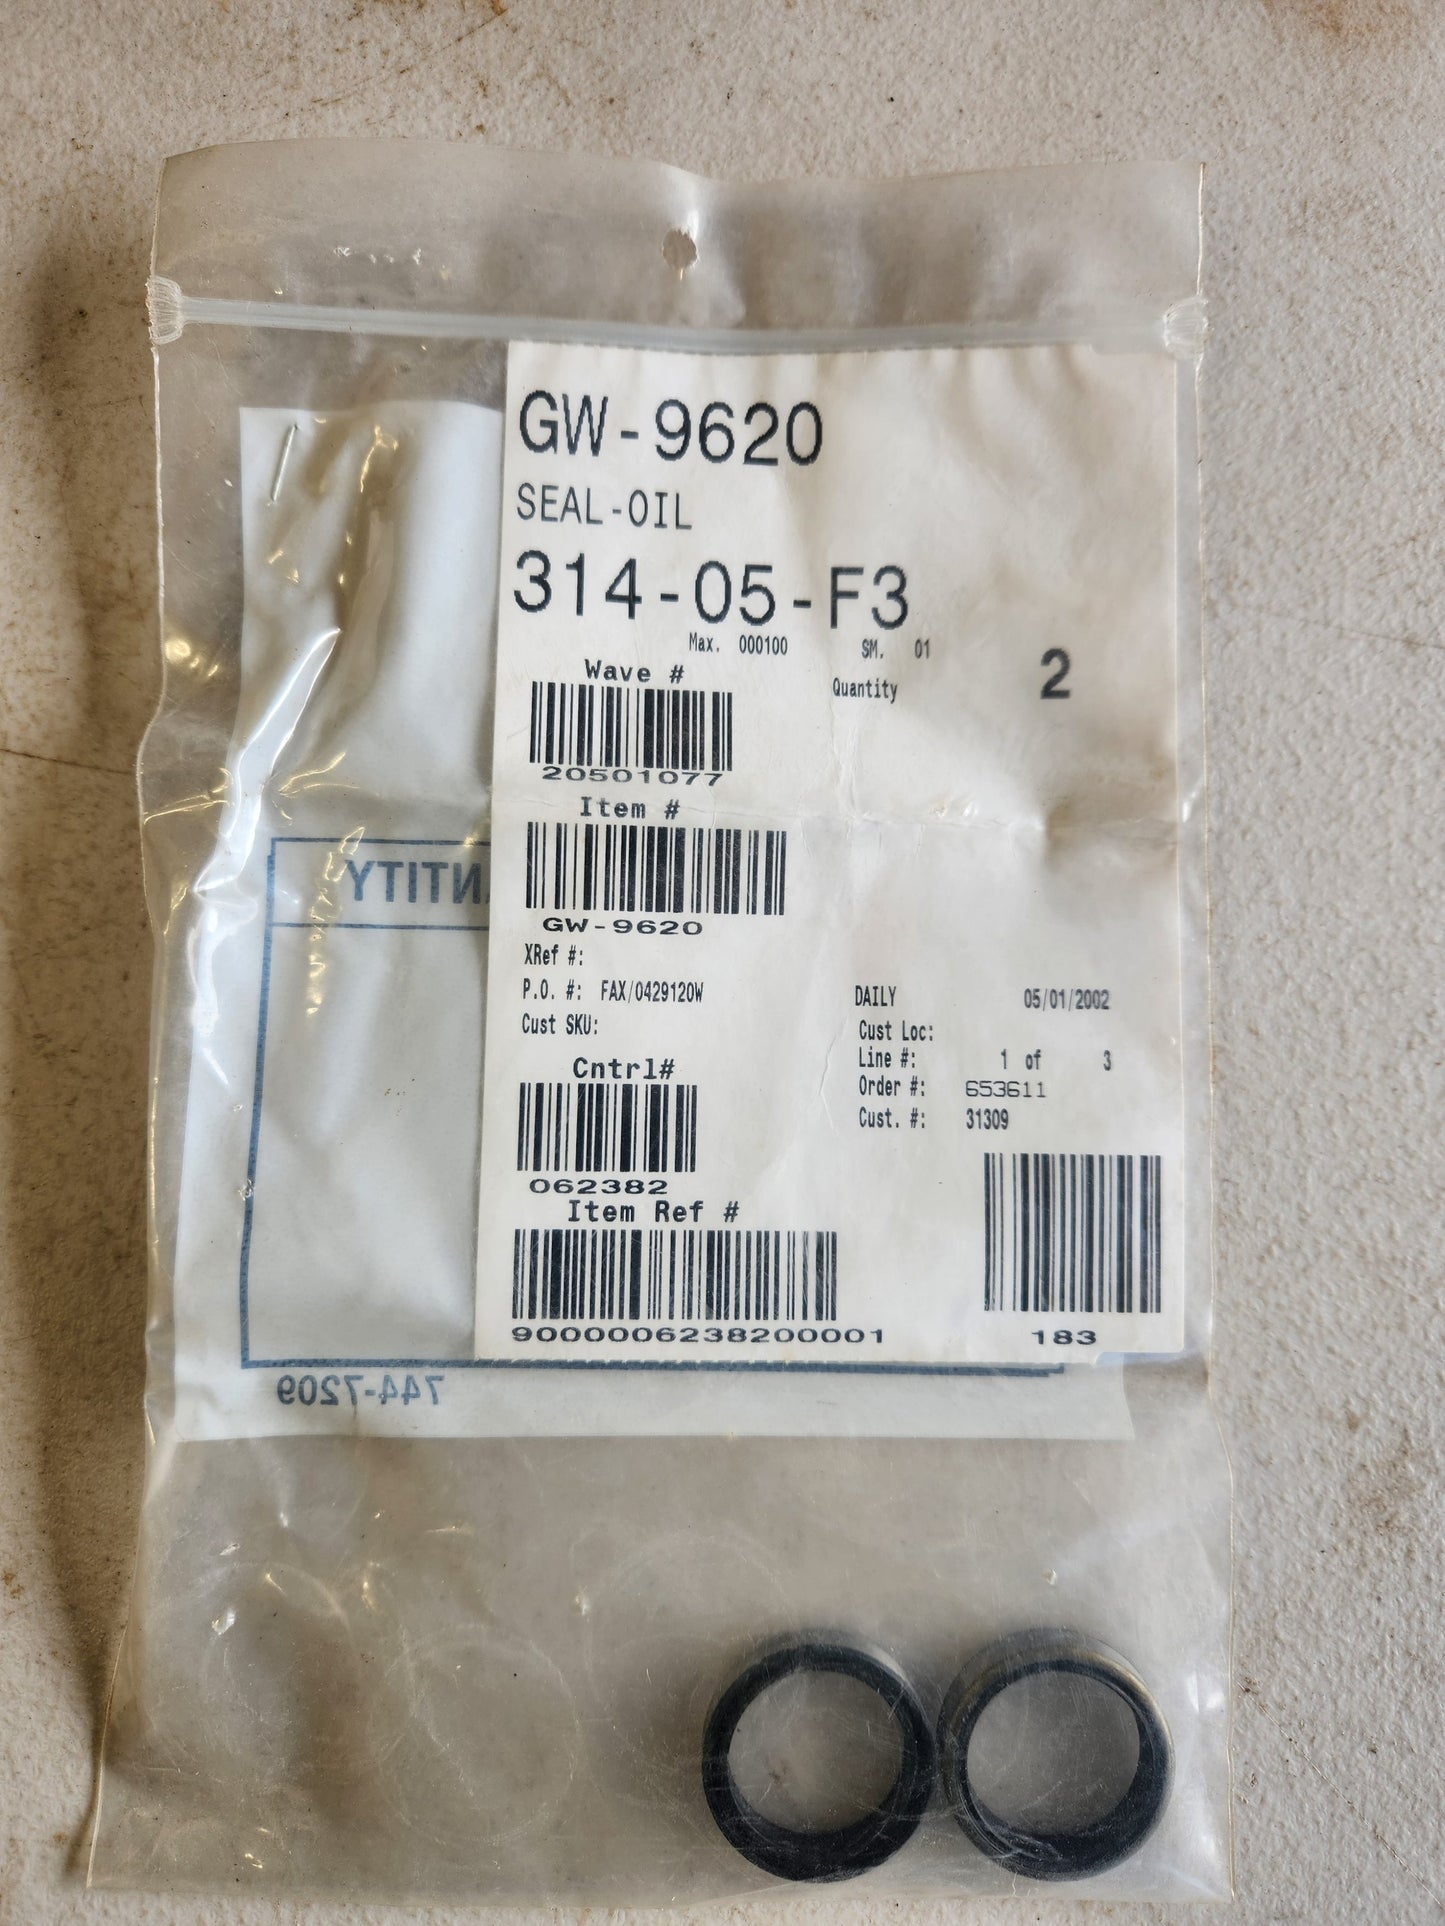 GW-9620
SEAL-OIL
314-05-F3
Max. 000100 SM. 01
Wave # Quantity 2
20501077
Item #
GW-9620
XRef #:
P.O. #: FAX/0429120W DAILY 05/01/2002
Cust SKU: Cust Loc:
Line #: 1 of 3
Cntrl# Order #: 653611
Cust. #: 31309
062382
Item Ref #
9000006238200001 183
744-7209